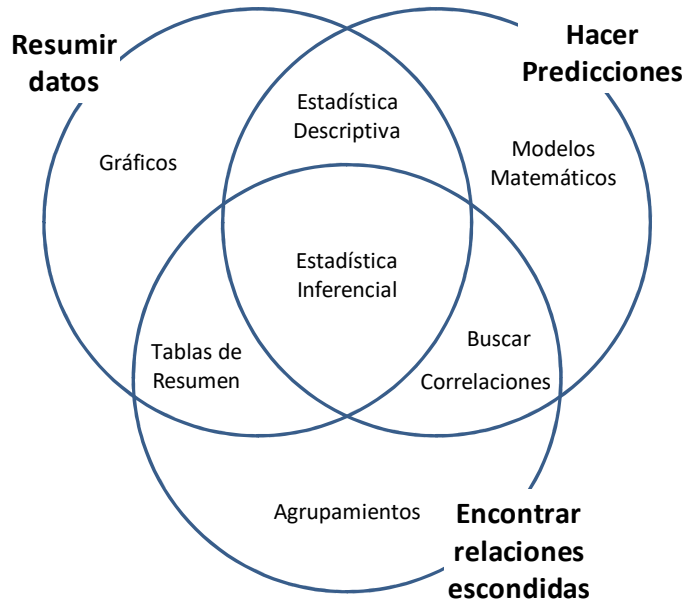 Resumir
datos
Hacer
Predicciones
Estadística
Descriptiva
Gráficos
Modelos
Matemáticos
Estadística
Inferencial
Tablas de
Resumen
Buscar
Correlaciones
Agrupamientos
Encontrar
relaciones
escondidas